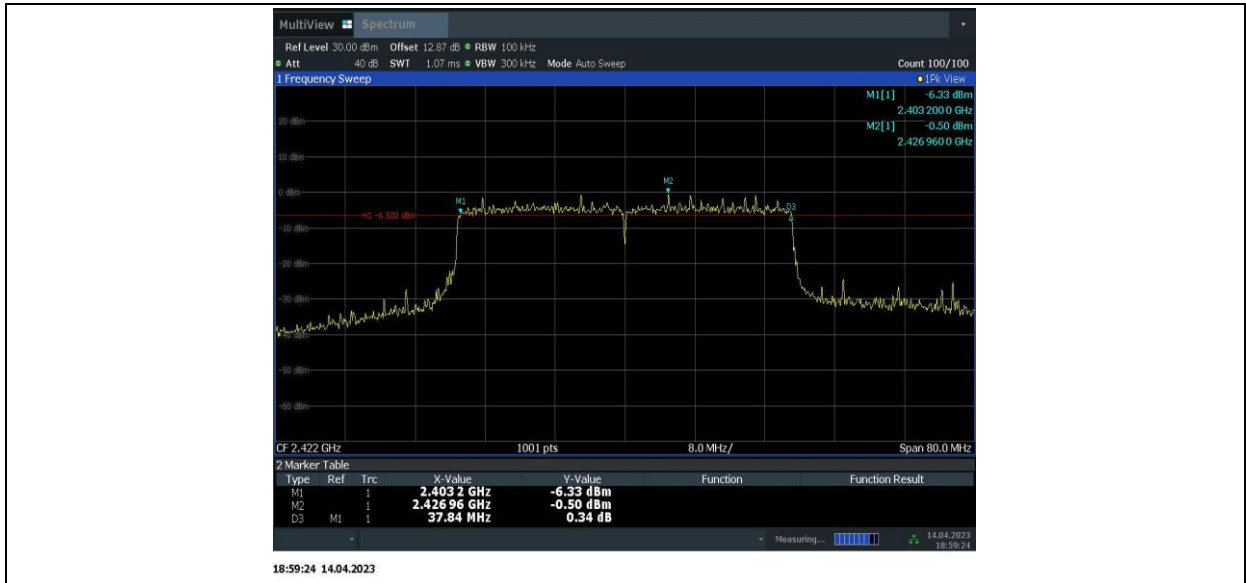 MultiView Spectrum
Ref Level 30.00 dBm Offset 12.87 dB RBW 100 kHz
Att 40 dB SWT 1.07 ms VBW 300 kHz Mode Auto Sweep Count 100/100
1 Frequency Sweep 1Pk View
M1[1] -6.33 dBm
2.403 200 0 GHz
M2[1] -0.50 dBm
2.426 960 0 GHz
20 dBm
10 dBm
M2
0 dBm
M1
D3
H1 -6.500 dBm
-10 dBm
-20 dBm
-30 dBm
-40 dBm
-50 dBm
-60 dBm
CF 2.422 GHz 1001 pts 8.0 MHz/ Span 80.0 MHz
2 Marker Table
Type Ref Trc X-Value Y-Value Function Function Result
M1 1 2.403 2 GHz -6.33 dBm
M2 1 2.426 96 GHz -0.50 dBm
D3 M1 1 37.84 MHz 0.34 dB
Measuring... 14.04.2023
18:59:24
18:59:24 14.04.2023